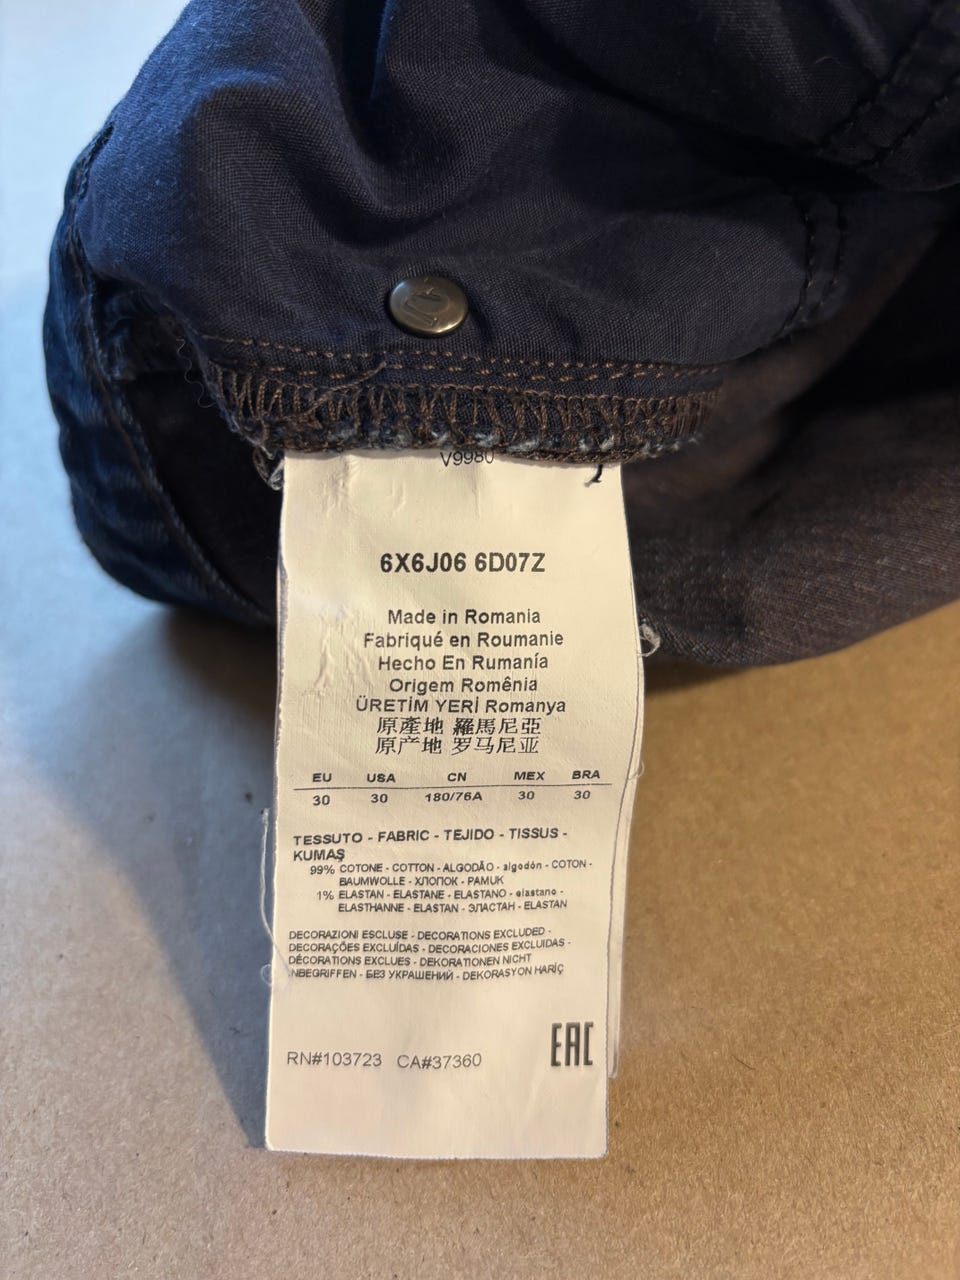 V9980
6X6J06 6D07Z
Made in Romania
Fabriqué en Roumanie
Hecho En Rumanía
Origem Romênia
ÜRETİM YERİ Romanya
原產地 羅馬尼亞
原产地 罗马尼亚
EU USA CN MEX BRA
30 30 180/76A 30 30
TESSUTO - FABRIC - TEJIDO - TISSUS -
KUMAŞ
99% COTONE - COTTON - ALGODÃO - algodón - COTON -
BAUMWOLLE - ХЛОПОК - PAMUK
1% ELASTAN - ELASTANE - ELASTANO - elastano -
ELASTHANNE - ELASTAN - ЭЛАСТАН - ELASTAN
DECORAZIONI ESCLUSE - DECORATIONS EXCLUDED -
DECORAÇÕES EXCLUÍDAS - DECORACIONES EXCLUIDAS -
DÉCORATIONS EXCLUES - DEKORATIONEN NICHT
INBEGRIFFEN - БЕЗ УКРАШЕНИЙ - DEKORASYON HARİÇ
EAC
RN#103723 CA#37360